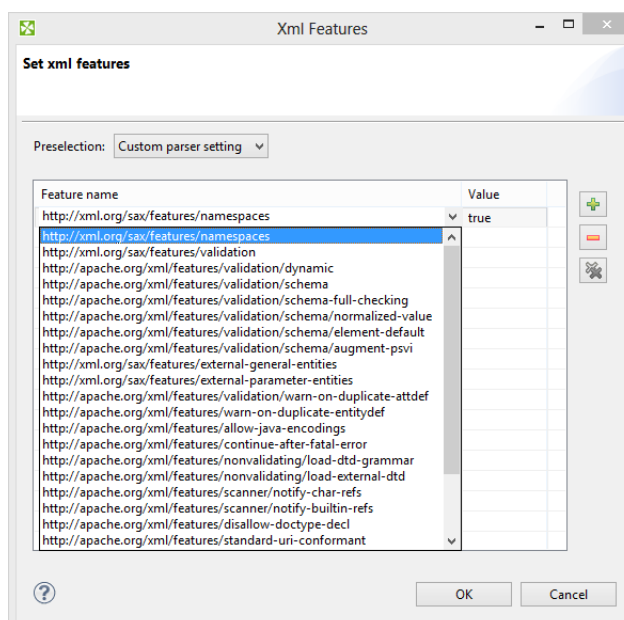 Xml Features
Set xml features
Preselection: Custom parser setting
Feature name Value
http://xml.org/sax/features/namespaces true
http://xml.org/sax/features/namespaces
http://xml.org/sax/features/validation
http://apache.org/xml/features/validation/dynamic
http://apache.org/xml/features/validation/schema
http://apache.org/xml/features/validation/schema-full-checking
http://apache.org/xml/features/validation/schema/normalized-value
http://apache.org/xml/features/validation/schema/element-default
http://apache.org/xml/features/validation/schema/augment-psvi
http://xml.org/sax/features/external-general-entities
http://xml.org/sax/features/external-parameter-entities
http://apache.org/xml/features/validation/warn-on-duplicate-attdef
http://apache.org/xml/features/warn-on-duplicate-entitydef
http://apache.org/xml/features/allow-java-encodings
http://apache.org/xml/features/continue-after-fatal-error
http://apache.org/xml/features/nonvalidating/load-dtd-grammar
http://apache.org/xml/features/nonvalidating/load-external-dtd
http://apache.org/xml/features/scanner/notify-char-refs
http://apache.org/xml/features/scanner/notify-builtin-refs
http://apache.org/xml/features/disallow-doctype-decl
http://apache.org/xml/features/standard-uri-conformant
OK Cancel